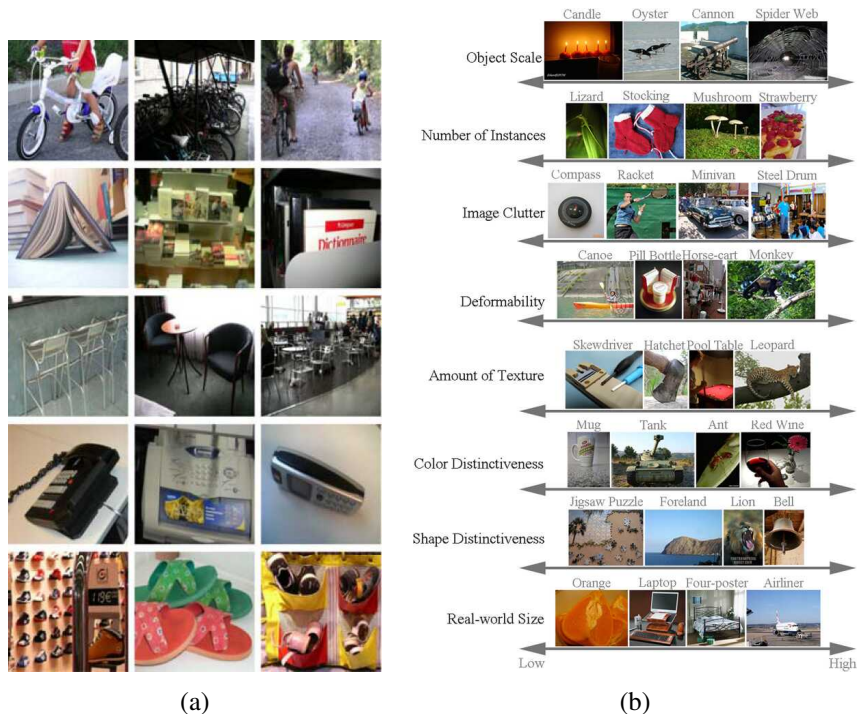 Candle Oyster Cannon Spider Web
Object Scale
Lizard Stocking Mushroom Strawberry
Number of Instances
Compass Racket Minivan Steel Drum
Image Clutter
Canoe Pill Bottle Horse-cart Monkey
Deformability
Skewdriver Hatchet Pool Table Leopard
Amount of Texture
Mug Tank Ant Red Wine
Color Distinctiveness
Jigsaw Puzzle Foreland Lion Bell
Shape Distinctiveness
Orange Laptop Four-poster Airliner
Real-world Size
Low High
Dictionnaire
(a) (b)